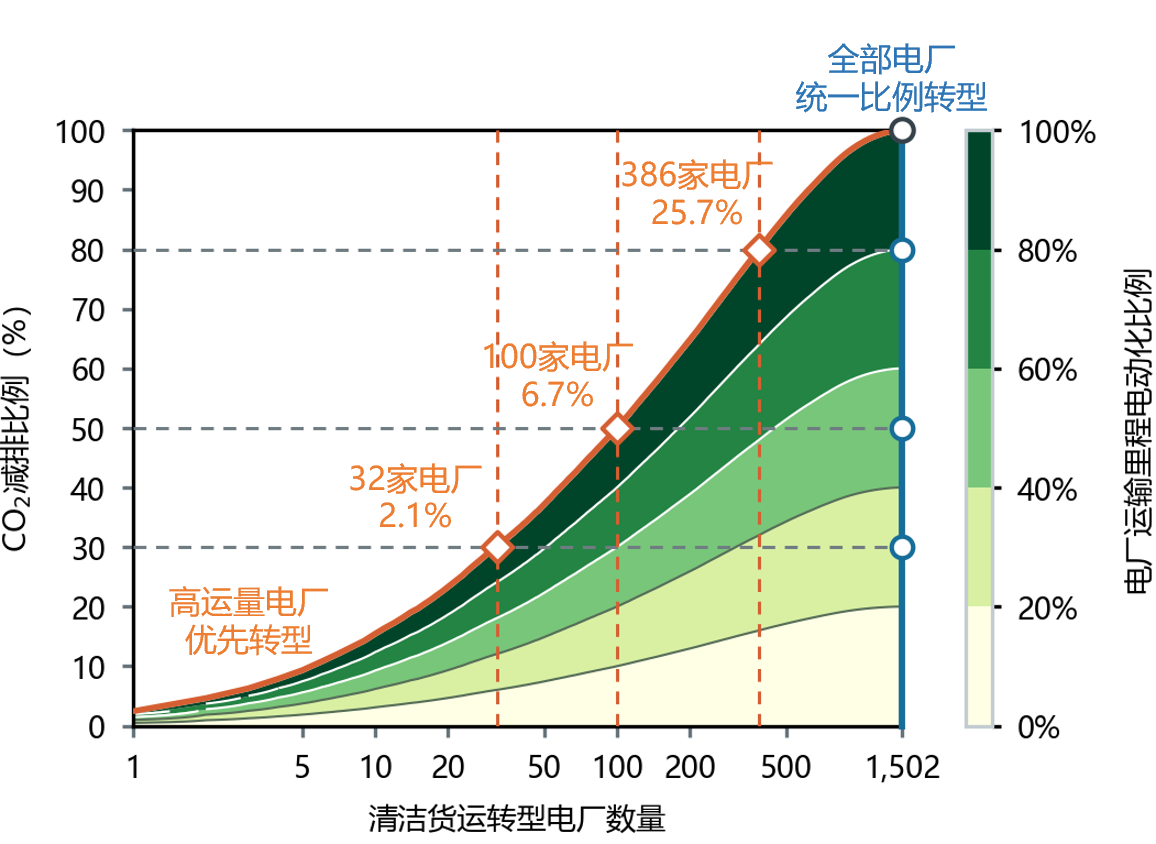 全部电厂
统一比例转型
100
90
80
70
60
50
40
30
20
10
0
CO₂减排比例（%）
386家电厂
25.7%
100家电厂
6.7%
32家电厂
2.1%
高运量电厂
优先转型
1
5
10
20
50
100
200
500
1,502
清洁货运转型电厂数量
100%
80%
60%
40%
20%
0%
电厂运输里程电动化比例